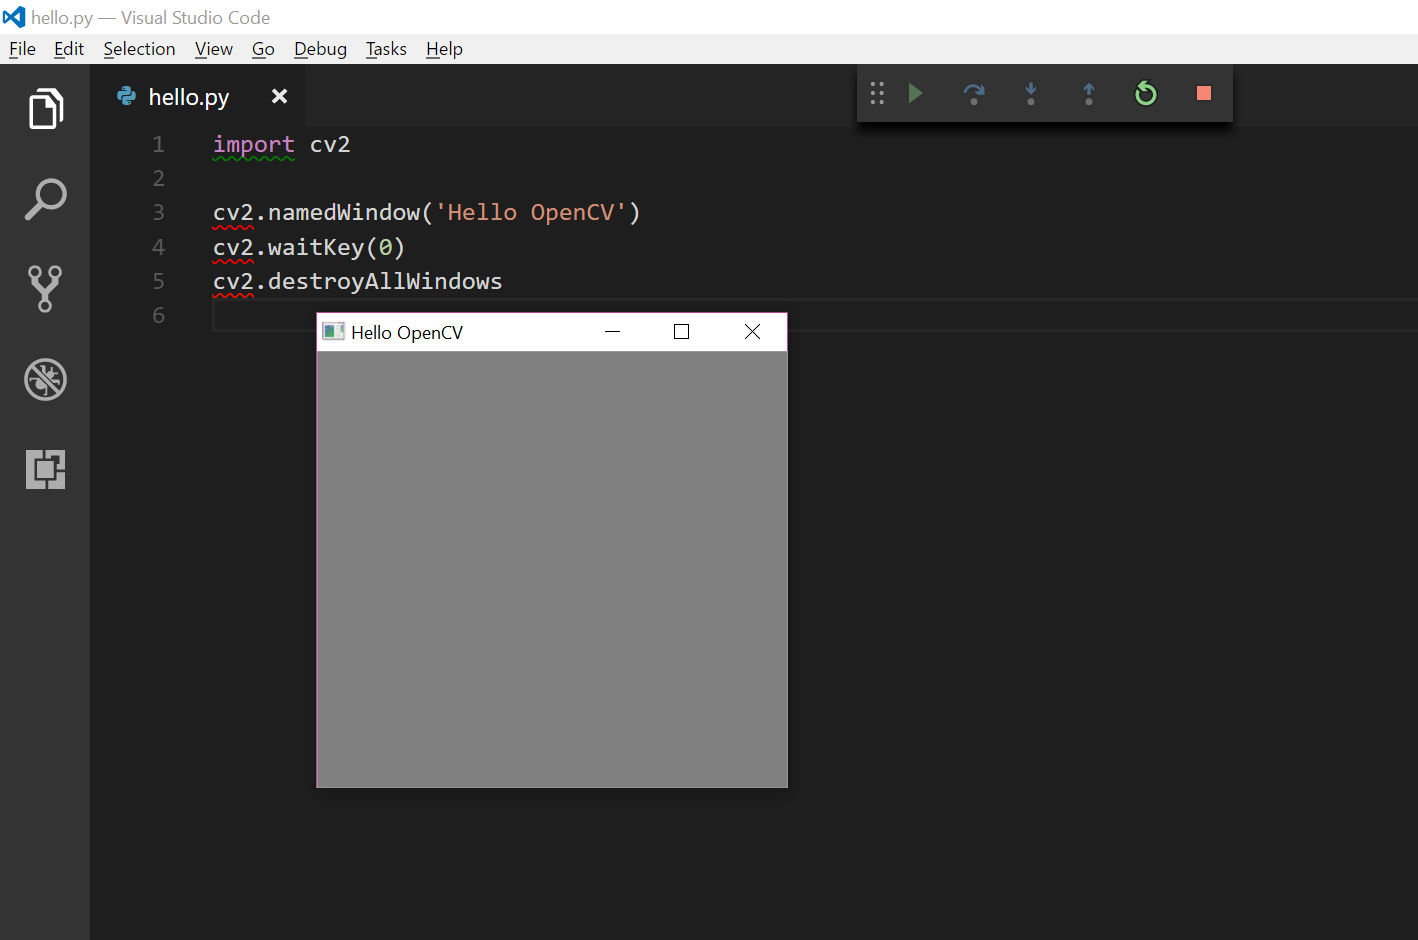 hello.py — Visual Studio Code
File Edit Selection View Go Debug Tasks Help
hello.py
1 import cv2
2
3 cv2.namedWindow('Hello OpenCV')
4 cv2.waitKey(0)
5 cv2.destroyAllWindows
6
Hello OpenCV